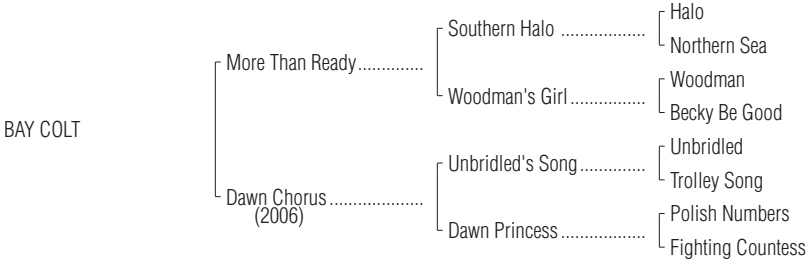 Halo
Southern Halo ...................
Northern Sea
More Than Ready..............
Woodman
Woodman's Girl ................
Becky Be Good
BAY COLT
Unbridled
Unbridled's Song ..............
Trolley Song
Dawn Chorus ....................
(2006)
Polish Numbers
Dawn Princess ..................
Fighting Countess